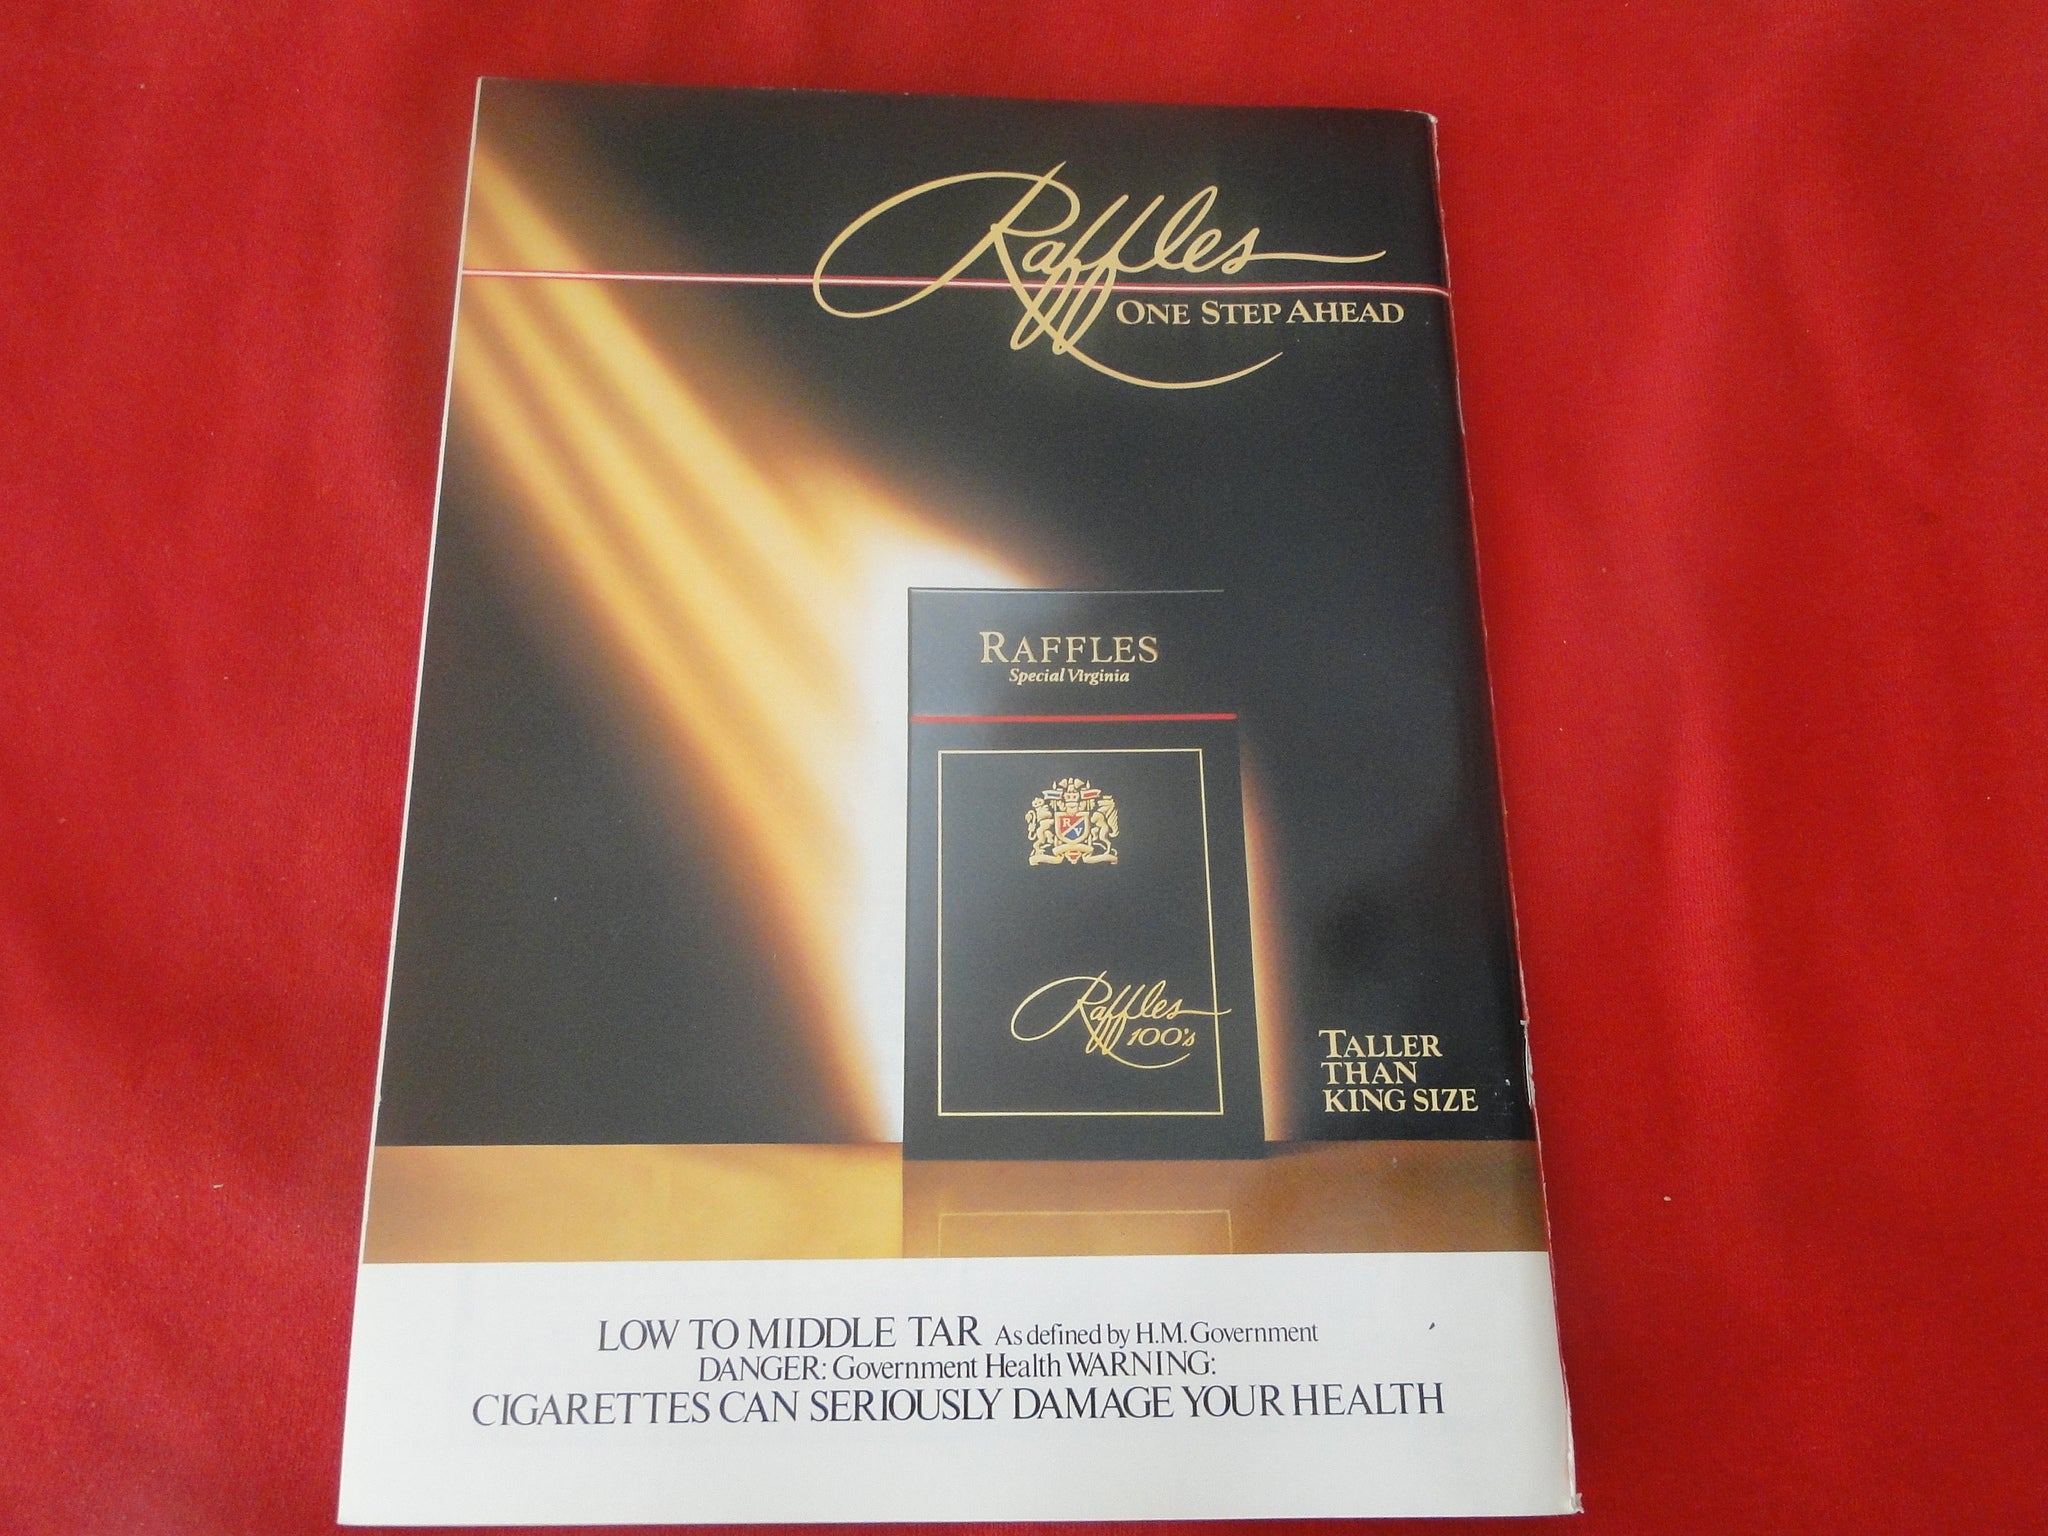 Raffles
ONE STEP AHEAD
RAFFLES
Special Virginia
R
V
Raffles
100's
TALLER
THAN
KING SIZE
LOW TO MIDDLE TAR As defined by H.M. Government
DANGER: Government Health WARNING:
CIGARETTES CAN SERIOUSLY DAMAGE YOUR HEALTH